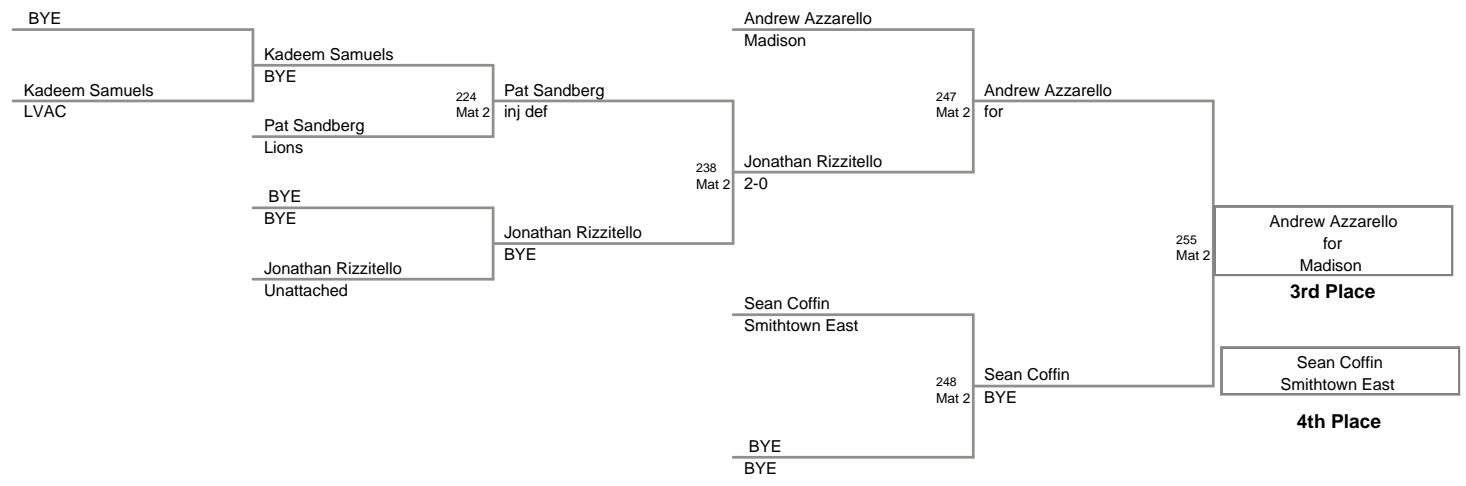 BYE
Kadeem Samuels
LVAC
Kadeem Samuels
BYE
Pat Sandberg
Lions
BYE
BYE
Jonathan Rizzitello
Unattached
224
Mat 2
Pat Sandberg
inj def
Jonathan Rizzitello
BYE
238
Mat 2
Andrew Azzarello
Madison
Jonathan Rizzitello
2-0
Sean Coffin
Smithtown East
BYE
BYE
247
Mat 2
Andrew Azzarello
for
248
Mat 2
Sean Coffin
BYE
255
Mat 2
Andrew Azzarello
for
Madison
3rd Place
Sean Coffin
Smithtown East
4th Place